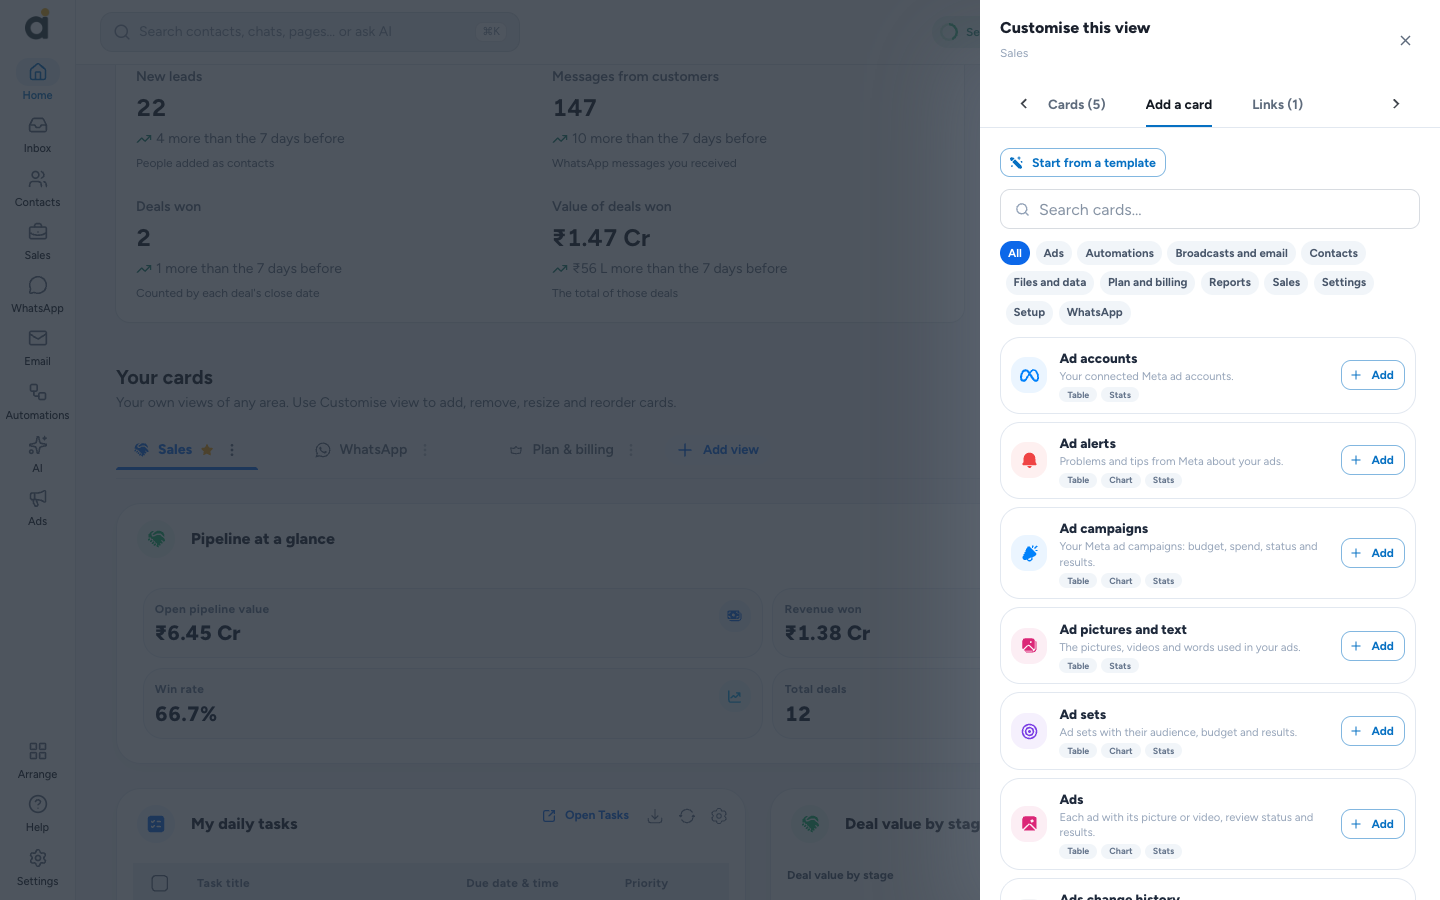 Search contacts, chats, pages... or ask AI
⌘K
Se
Home
Inbox
Contacts
Sales
WhatsApp
Email
Automations
AI
Ads
Arrange
Help
Settings
New leads
22
4 more than the 7 days before
People added as contacts
Messages from customers
147
10 more than the 7 days before
WhatsApp messages you received
Deals won
2
1 more than the 7 days before
Counted by each deal's close date
Value of deals won
₹1.47 Cr
₹56 L more than the 7 days before
The total of those deals
Your cards
Your own views of any area. Use Customise view to add, remove, resize and reorder cards.
Sales
WhatsApp
Plan & billing
Add view
Pipeline at a glance
Open pipeline value
₹6.45 Cr
Revenue won
₹1.38 Cr
Win rate
66.7%
Total deals
12
My daily tasks
Open Tasks
Task title
Due date & time
Priority
Deal value by stag
Deal value by stage
Customise this view
Sales
Cards (5)
Add a card
Links (1)
Start from a template
Search cards...
All
Ads
Automations
Broadcasts and email
Contacts
Files and data
Plan and billing
Reports
Sales
Settings
Setup
WhatsApp
Ad accounts
Your connected Meta ad accounts.
Table Stats
Add
Ad alerts
Problems and tips from Meta about your ads.
Table Chart Stats
Add
Ad campaigns
Your Meta ad campaigns: budget, spend, status and
results.
Table Chart Stats
Add
Ad pictures and text
The pictures, videos and words used in your ads.
Table Stats
Add
Ad sets
Ad sets with their audience, budget and results.
Table Chart Stats
Add
Ads
Each ad with its picture or video, review status and
results.
Table Chart Stats
Add
Ads change history